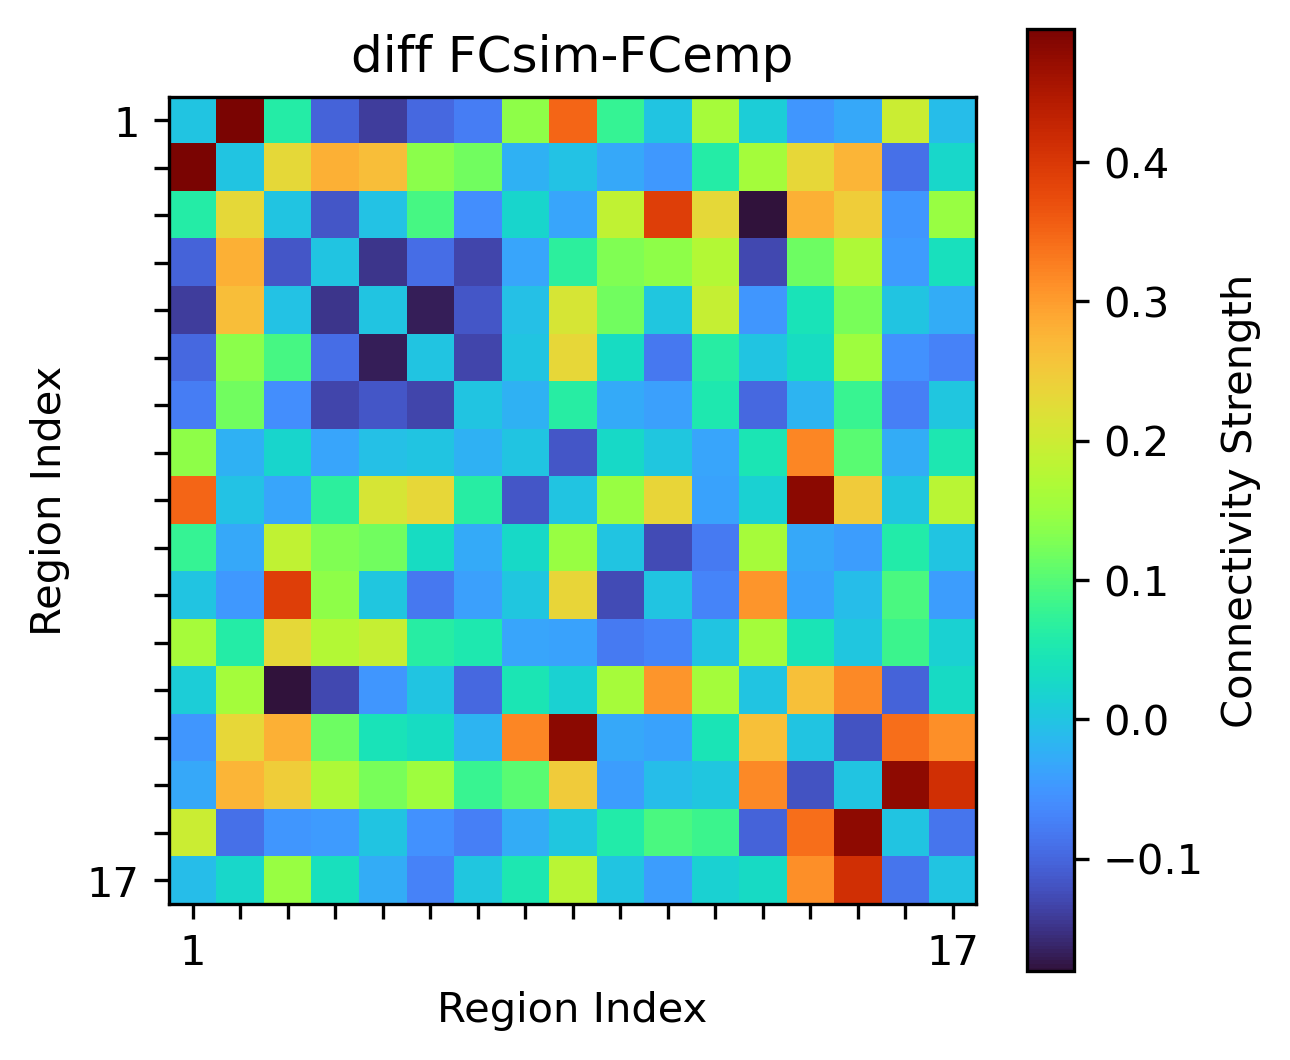 diff FCsim-FCemp
1
17
Region Index
1
17
Region Index
0.4
0.3
0.2
0.1
0.0
−0.1
Connectivity Strength